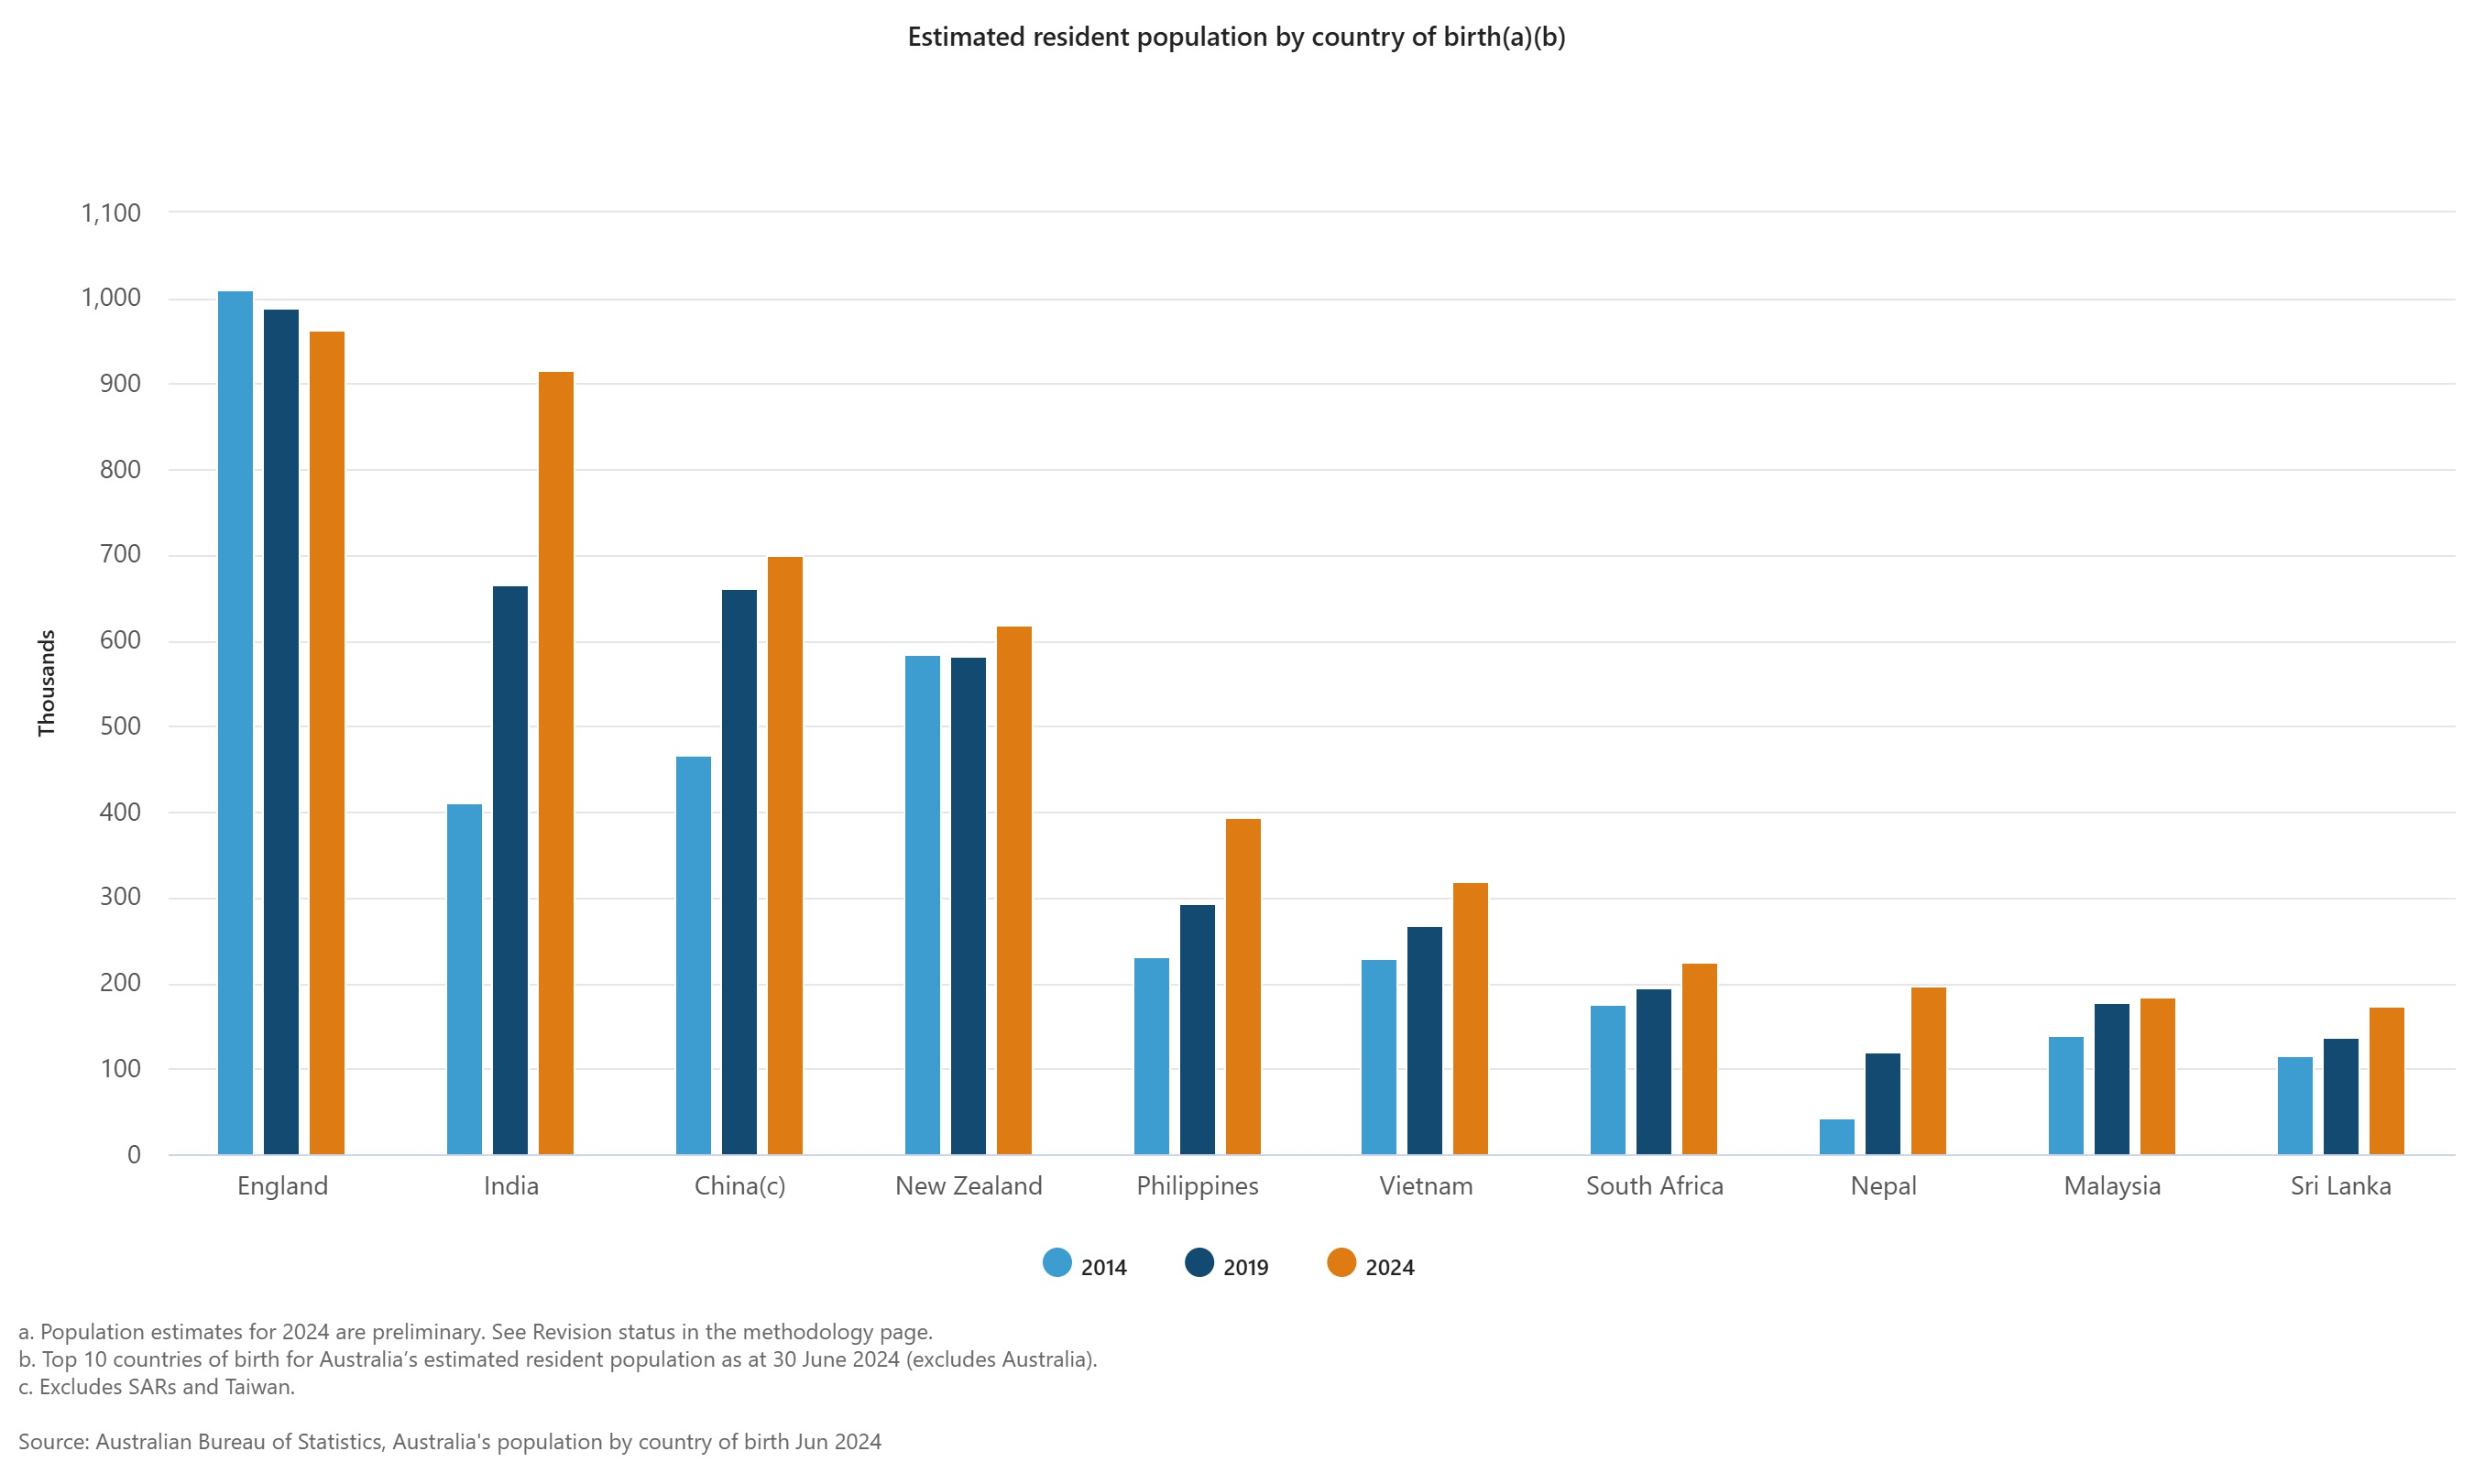 Estimated resident population by country of birth(a)(b)
1,100
1,000
900
800
700
600
500
400
300
200
100
0
Thousands
England
India
China(c)
New Zealand
Philippines
Vietnam
South Africa
Nepal
Malaysia
Sri Lanka
2014
2019
2024
a. Population estimates for 2024 are preliminary. See Revision status in the methodology page.
b. Top 10 countries of birth for Australia’s estimated resident population as at 30 June 2024 (excludes Australia).
c. Excludes SARs and Taiwan.
Source: Australian Bureau of Statistics, Australia's population by country of birth Jun 2024